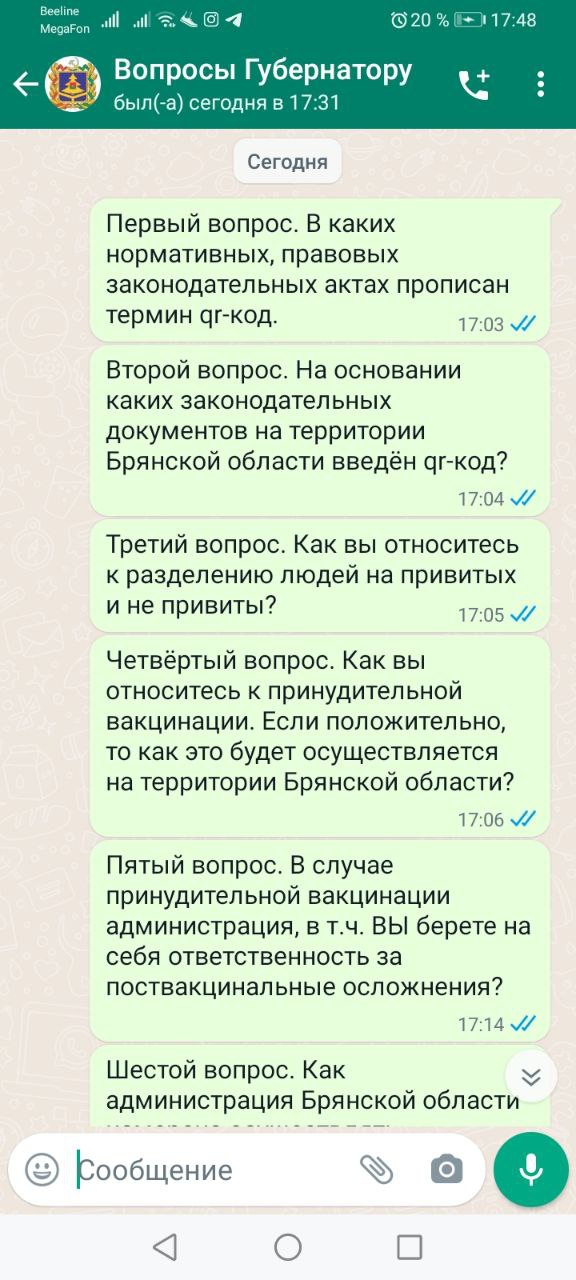 Beeline
MegaFon
20 % 17:48
Вопросы Губернатору
был(-а) сегодня в 17:31
Сегодня
Первый вопрос. В каких
нормативных, правовых
законодательных актах прописан
термин qr-код.
17:03
Второй вопрос. На основании
каких законодательных
документов на территории
Брянской области введён qr-код?
17:04
Третий вопрос. Как вы относитесь
к разделению людей на привитых
и не привиты?
17:05
Четвёртый вопрос. Как вы
относитесь к принудительной
вакцинации. Если положительно,
то как это будет осуществляется
на территории Брянской области?
17:06
Пятый вопрос. В случае
принудительной вакцинации
администрация, в т.ч. ВЫ берете на
себя ответственность за
поствакцинальные осложнения?
17:14
Шестой вопрос. Как
администрация Брянской области
Сообщение